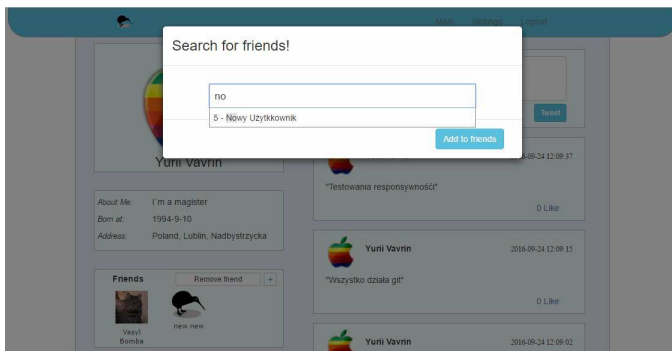 Main Settings Logout
Search for friends!
no
5 - Nowy Użytkkownik
Add to friends
Tweet
Yurii Vavrin
About Me: I'm a magister
Born at: 1994-9-10
Address: Poland, Lublin, Nadbystrzycka
Friends Remove friend +
Vasyl
Bomba
new new
Yurii Vavrin 2016-09-24 12:09:37
"Testowania responsywnośći"
0 Like
Yurii Vavrin 2016-09-24 12:09:15
"Wszystko działa git"
0 Like
Yurii Vavrin 2016-09-24 12:09:02